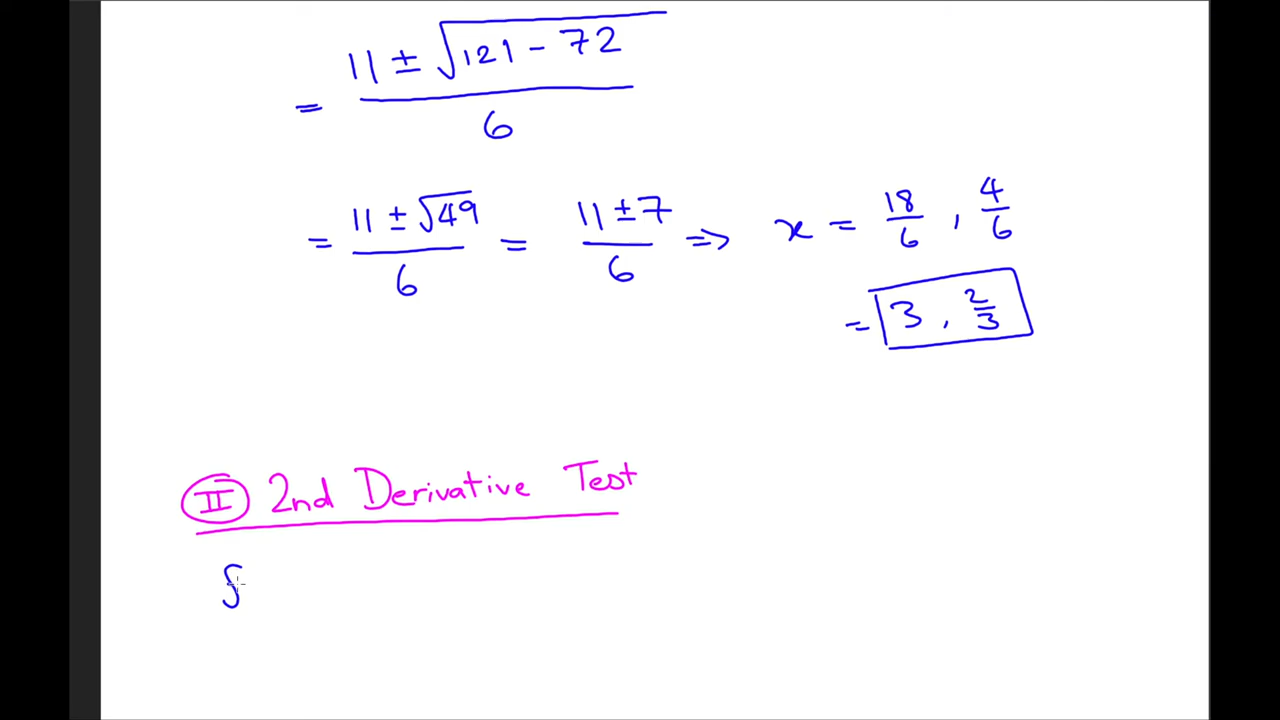 = (11 ± √(121 - 72)) / 6
= (11 ± √49) / 6 = (11 ± 7) / 6 ⇒ x = 18/6 , 4/6
= 3 , 2/3
II 2nd Derivative Test
f